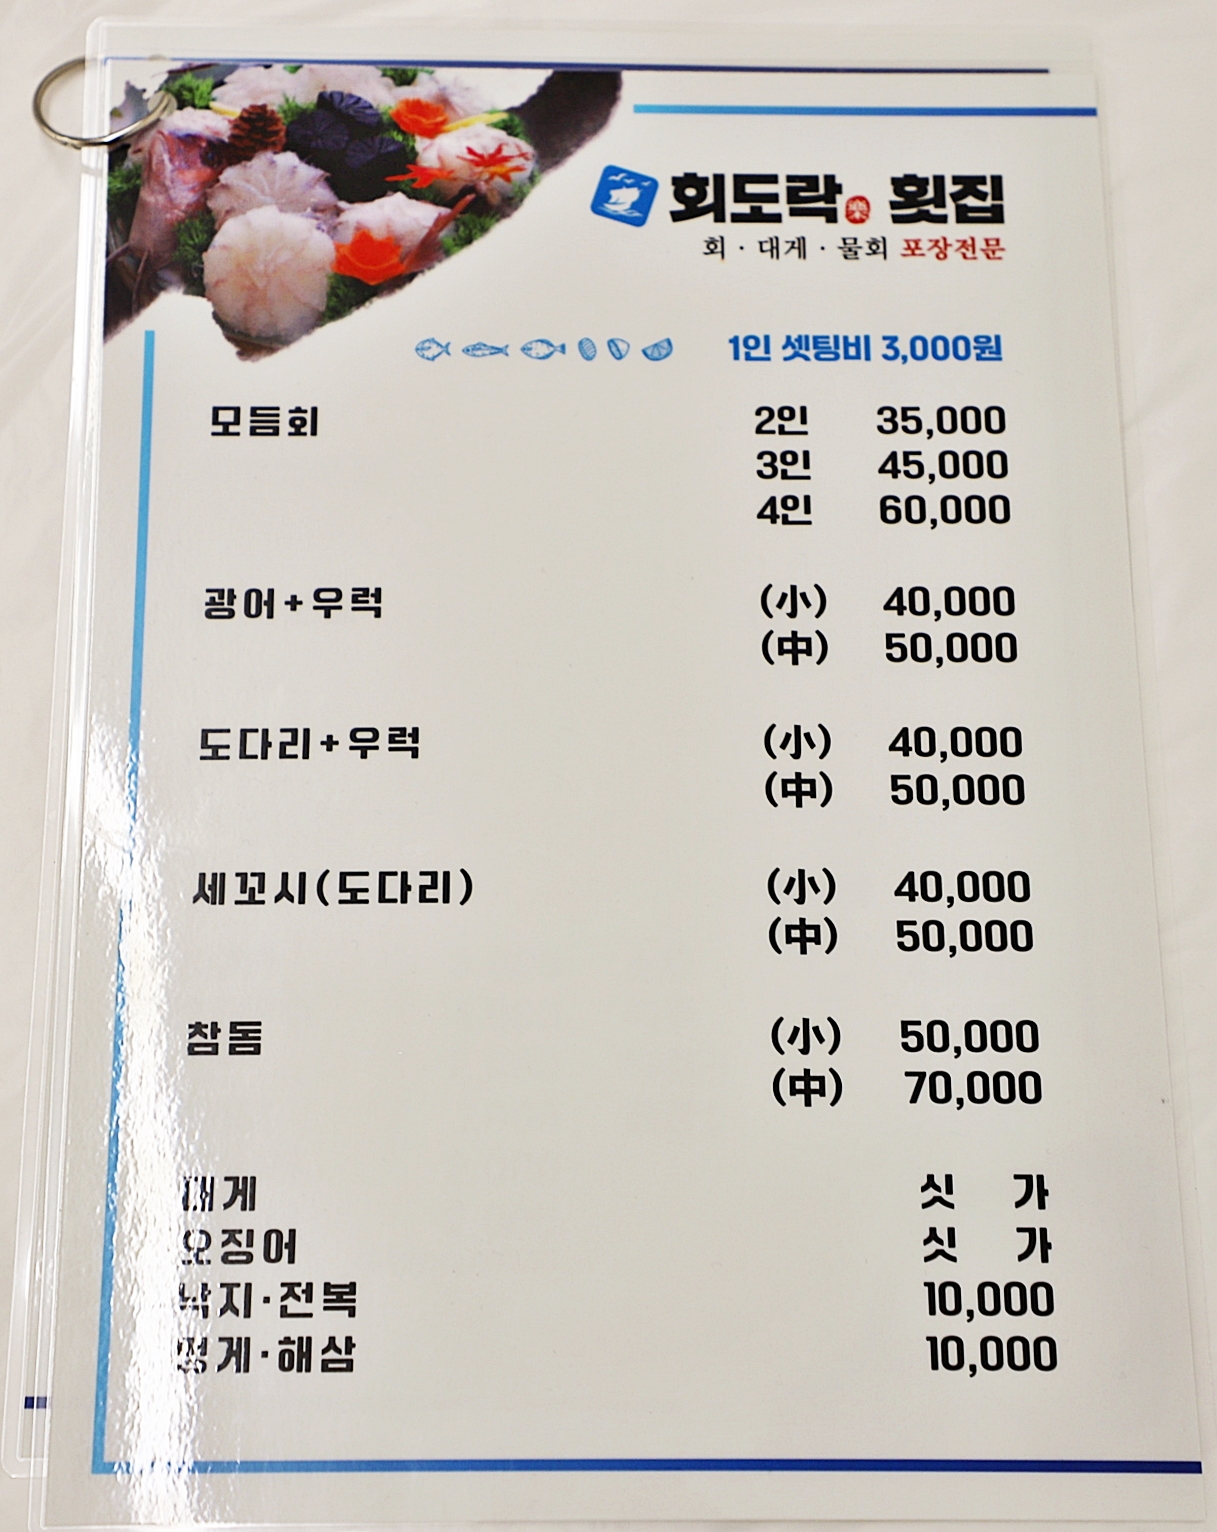 회도락 樂 횟집
회·대게·물회 포장전문
1인 셋팅비 3,000원
모듬회 2인 35,000
3인 45,000
4인 60,000
광어+우럭 (小) 40,000
(中) 50,000
도다리+우럭 (小) 40,000
(中) 50,000
세꼬시(도다리) (小) 40,000
(中) 50,000
참돔 (小) 50,000
(中) 70,000
대게 싯 가
오징어 싯 가
낙지·전복 10,000
멍게·해삼 10,000